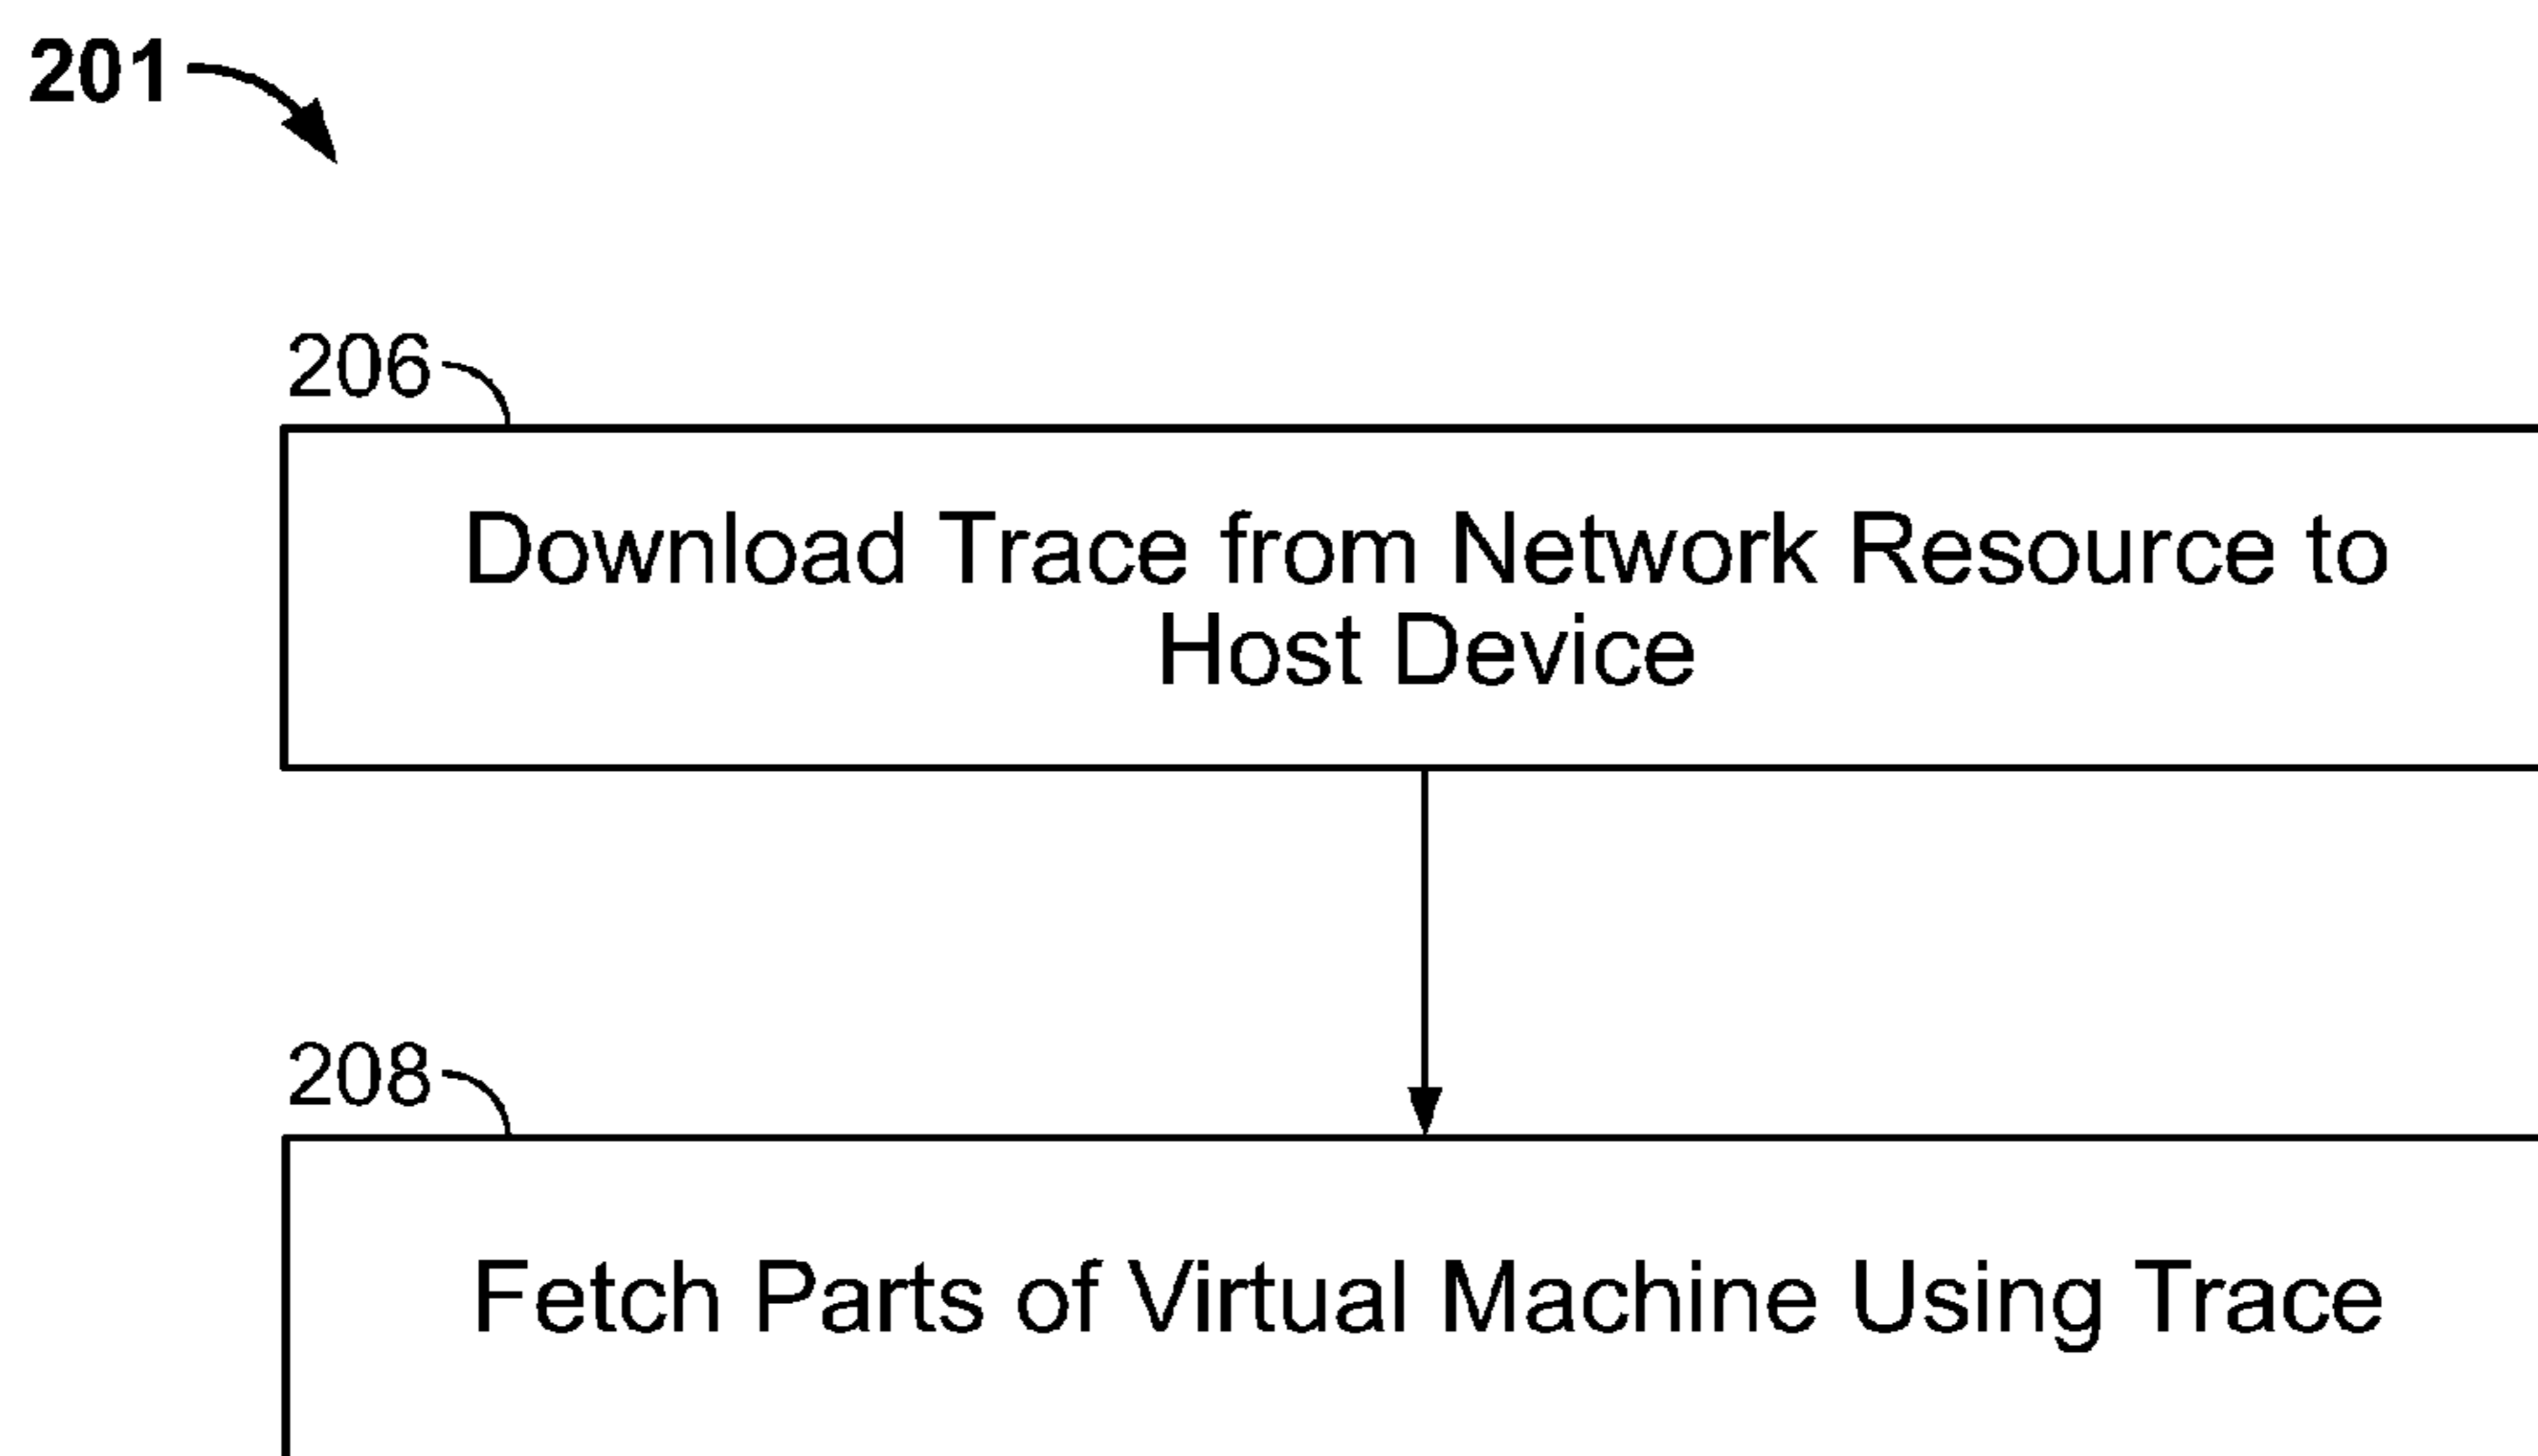 201
206
Download Trace from Network Resource to
Host Device
208
Fetch Parts of Virtual Machine Using Trace